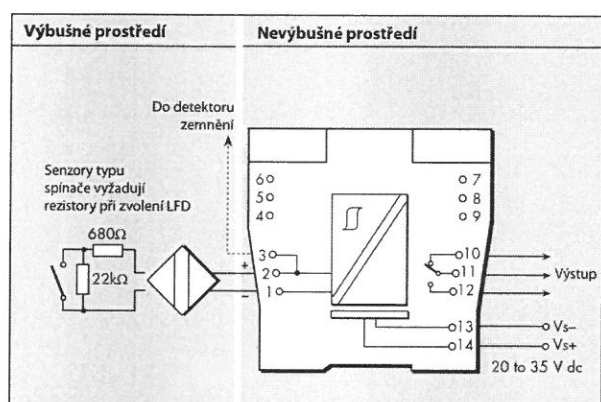 Výbušné prostředí
Nevýbušné prostředí
Do detektoru
zemnění
Senzory typu
spínače vyžadují
rezistory při zvolení LFD
680Ω
22kΩ
6
5
4
3
2
1
+
−
7
8
9
10
11
12
Výstup
13
Vs−
14
Vs+
20 to 35 V dc